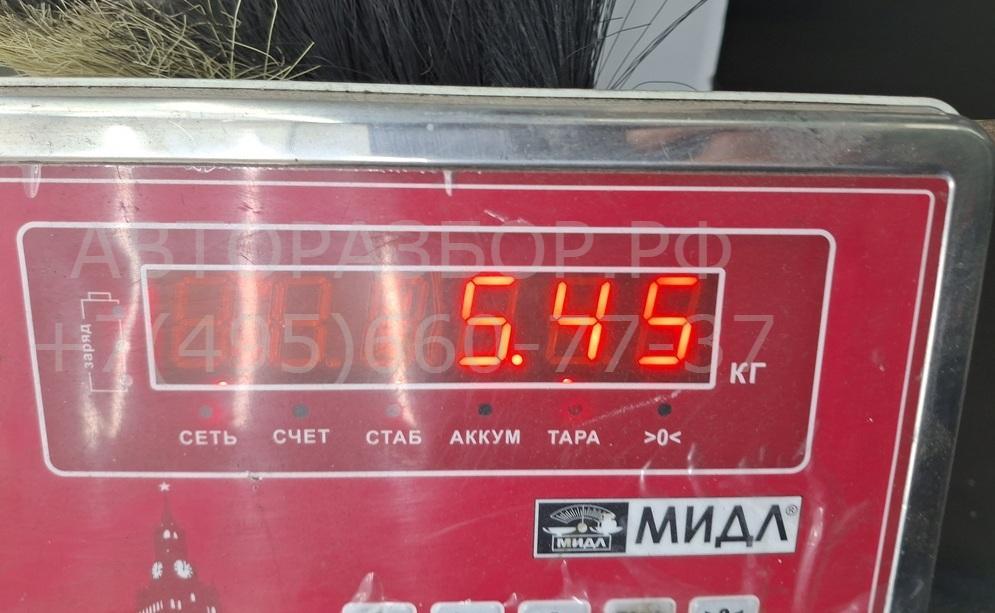 АВТОРАЗБОР.РФ
+7(495)660-77-37
заряд
5.45
КГ
СЕТЬ СЧЕТ СТАБ АККУМ ТАРА >0<
МИДЛ МИДЛ®